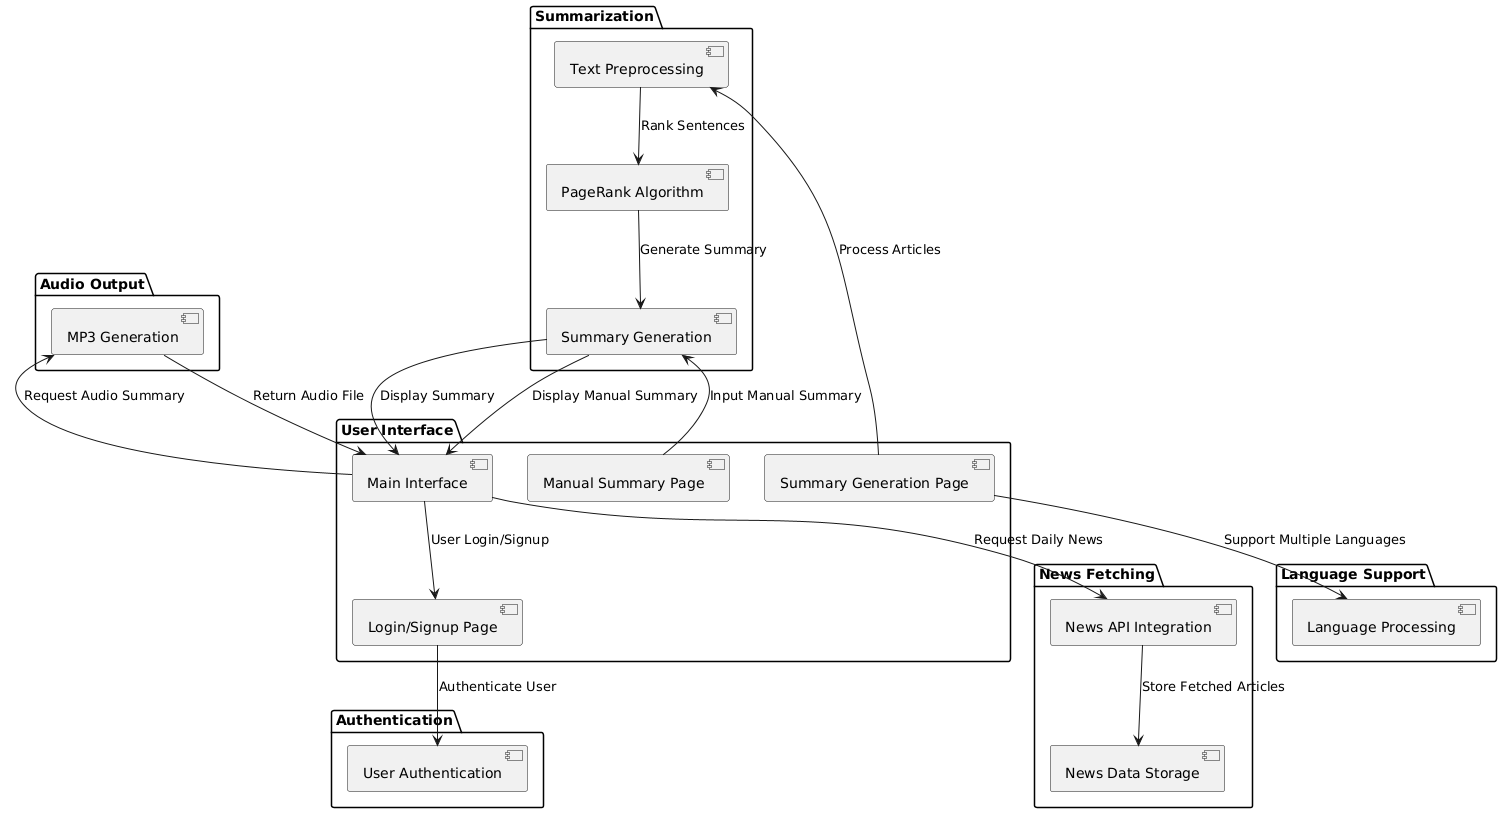 Summarization
Text Preprocessing
Rank Sentences
PageRank Algorithm
Generate Summary
Process Articles
Audio Output
MP3 Generation
Summary Generation
Request Audio Summary
Return Audio File
Display Summary
Display Manual Summary
Input Manual Summary
User Interface
Main Interface
Manual Summary Page
Summary Generation Page
User Login/Signup
Request Daily News
Support Multiple Languages
News Fetching
Language Support
Login/Signup Page
News API Integration
Language Processing
Authenticate User
Store Fetched Articles
Authentication
User Authentication
News Data Storage